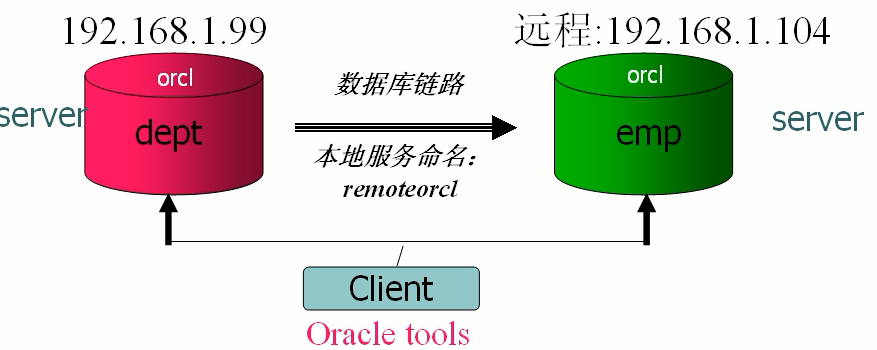 192.168.1.99
远程:192.168.1.104
orcl
orcl
数据库链路
server
dept
emp
server
本地服务命名：
remoteorcl
Client
Oracle tools